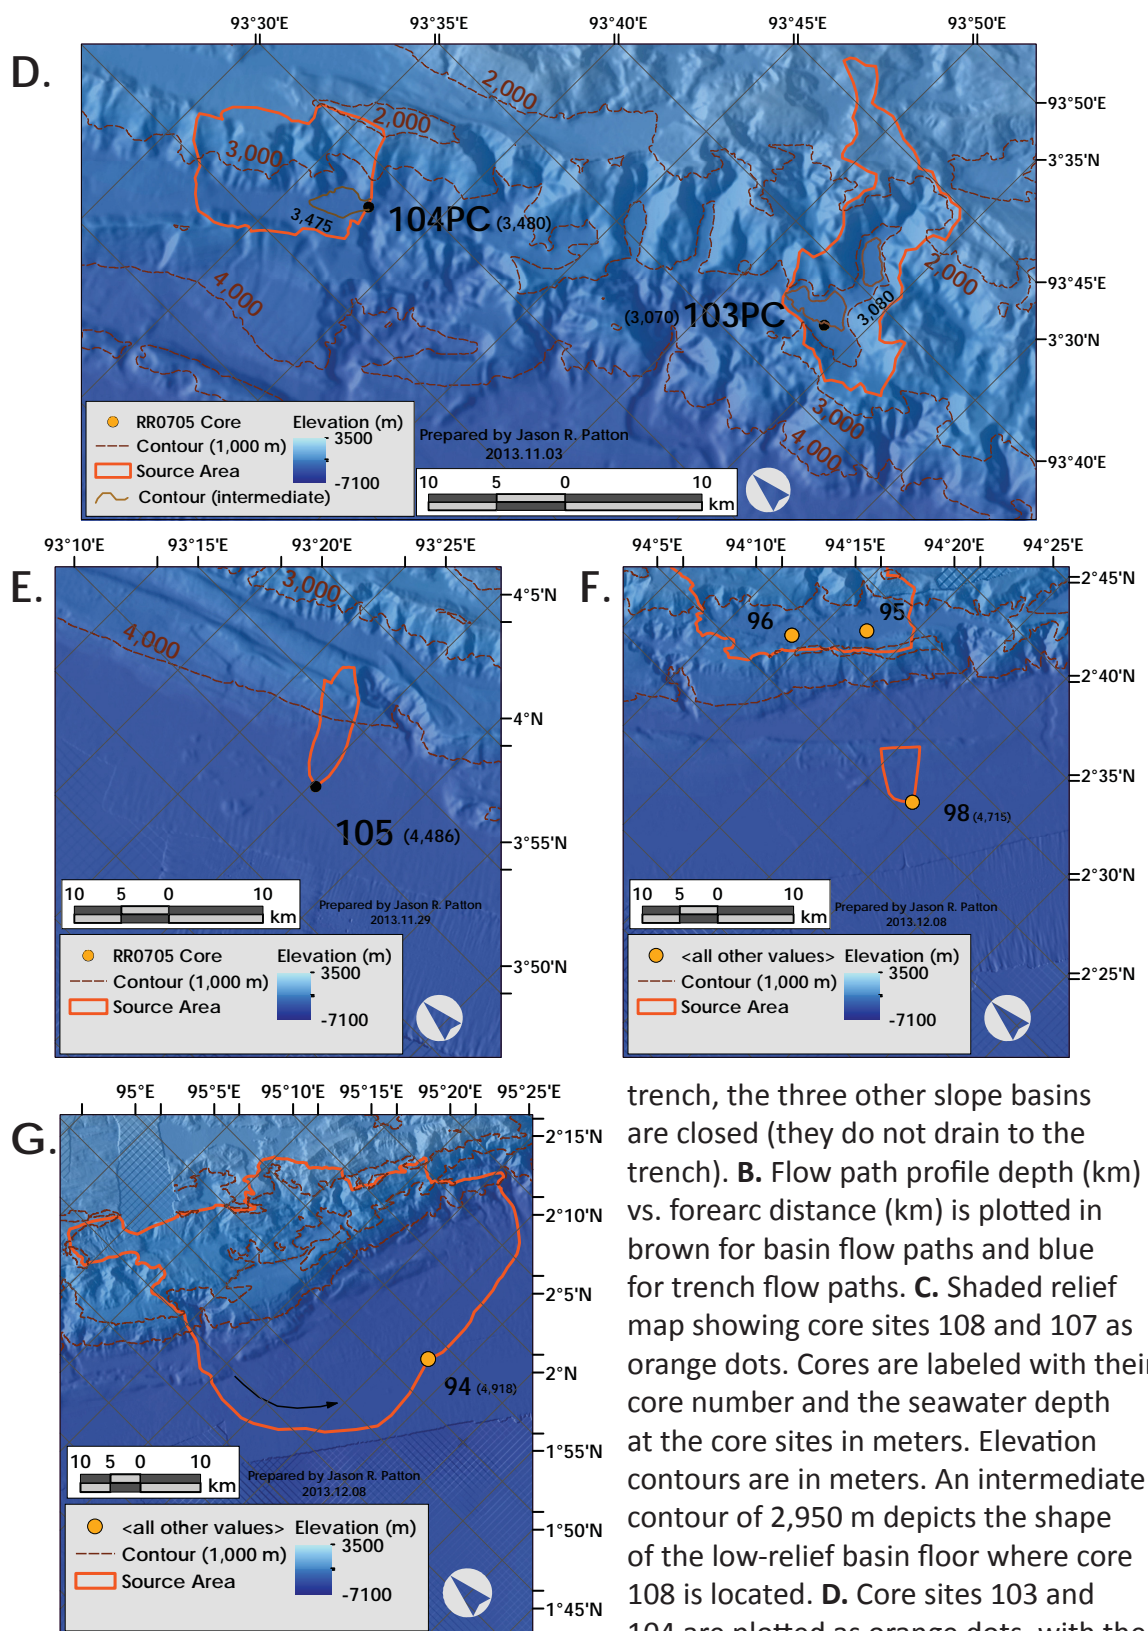 93°30'E 93°35'E 93°40'E 93°45'E 93°50'E
D.
93°50'E
3°35'N
93°45'E
3°30'N
93°40'E
2,000
2,000
3,000
3,475
104PC (3,480)
4,000
(3,070) 103PC
3,080
2,000
3,000
4,000
RR0705 Core
Contour (1,000 m)
Source Area
Contour (intermediate)
Elevation (m)
3500
-7100
Prepared by Jason R. Patton
2013.11.03
10 5 0 10
km
93°10'E 93°15'E 93°20'E 93°25'E
E.
4°5'N
4°N
3°55'N
3°50'N
3,000
4,000
105 (4,486)
10 5 0 10
km
Prepared by Jason R. Patton
2013.11.29
RR0705 Core
Contour (1,000 m)
Source Area
Elevation (m)
3500
-7100
94°5'E 94°10'E 94°15'E 94°20'E 94°25'E
F.
2°45'N
2°40'N
2°35'N
2°30'N
2°25'N
96
95
98 (4,715)
10 5 0 10
km
Prepared by Jason R. Patton
2013.12.08
<all other values>
Contour (1,000 m)
Source Area
Elevation (m)
3500
-7100
95°E 95°5'E 95°10'E 95°15'E 95°20'E 95°25'E
G.
2°15'N
2°10'N
2°5'N
2°N
1°55'N
1°50'N
1°45'N
94 (4,918)
10 5 0 10
km
Prepared by Jason R. Patton
2013.12.08
<all other values>
Contour (1,000 m)
Source Area
Elevation (m)
3500
-7100
trench, the three other slope basins
are closed (they do not drain to the
trench). B. Flow path profile depth (km)
vs. forearc distance (km) is plotted in
brown for basin flow paths and blue
for trench flow paths. C. Shaded relief
map showing core sites 108 and 107 as
orange dots. Cores are labeled with their
core number and the seawater depth
at the core sites in meters. Elevation
contours are in meters. An intermediate
contour of 2,950 m depicts the shape
of the low-relief basin floor where core
108 is located. D. Core sites 103 and
104 are plotted as orange dots, with the